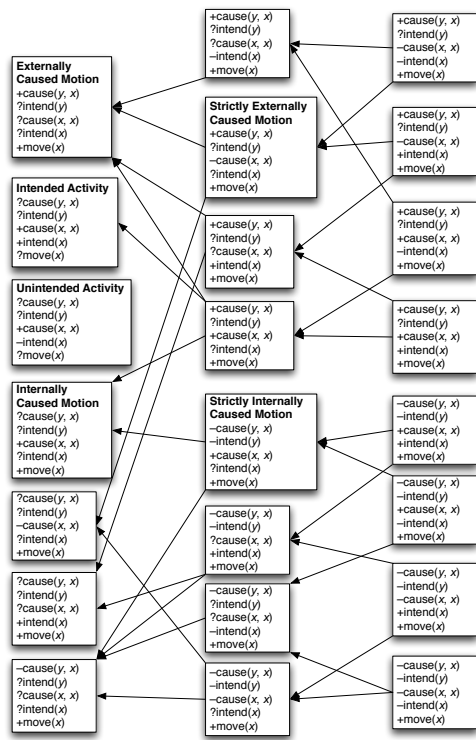 Externally
Caused Motion
+cause(y, x)
?intend(y)
?cause(x, x)
?intend(x)
+move(x)
Intended Activity
?cause(y, x)
?intend(y)
+cause(x, x)
+intend(x)
?move(x)
Unintended Activity
?cause(y, x)
?intend(y)
+cause(x, x)
–intend(x)
?move(x)
Internally
Caused Motion
?cause(y, x)
?intend(y)
+cause(x, x)
?intend(x)
+move(x)
?cause(y, x)
?intend(y)
–cause(x, x)
?intend(x)
+move(x)
?cause(y, x)
?intend(y)
?cause(x, x)
+intend(x)
+move(x)
–cause(y, x)
?intend(y)
?cause(x, x)
?intend(x)
+move(x)
+cause(y, x)
?intend(y)
?cause(x, x)
–intend(x)
+move(x)
Strictly Externally
Caused Motion
+cause(y, x)
?intend(y)
–cause(x, x)
?intend(x)
+move(x)
+cause(y, x)
?intend(y)
?cause(x, x)
+intend(x)
+move(x)
+cause(y, x)
?intend(y)
+cause(x, x)
?intend(x)
+move(x)
Strictly Internally
Caused Motion
–cause(y, x)
–intend(y)
+cause(x, x)
?intend(x)
+move(x)
–cause(y, x)
–intend(y)
?cause(x, x)
+intend(x)
+move(x)
–cause(y, x)
?intend(y)
?cause(x, x)
–intend(x)
+move(x)
–cause(y, x)
–intend(y)
–cause(x, x)
?intend(x)
+move(x)
+cause(y, x)
?intend(y)
–cause(x, x)
–intend(x)
+move(x)
+cause(y, x)
?intend(y)
–cause(x, x)
+intend(x)
+move(x)
+cause(y, x)
?intend(y)
+cause(x, x)
–intend(x)
+move(x)
+cause(y, x)
?intend(y)
+cause(x, x)
+intend(x)
+move(x)
–cause(y, x)
–intend(y)
+cause(x, x)
+intend(x)
+move(x)
–cause(y, x)
–intend(y)
+cause(x, x)
–intend(x)
+move(x)
–cause(y, x)
–intend(y)
–cause(x, x)
+intend(x)
+move(x)
–cause(y, x)
–intend(y)
–cause(x, x)
–intend(x)
+move(x)